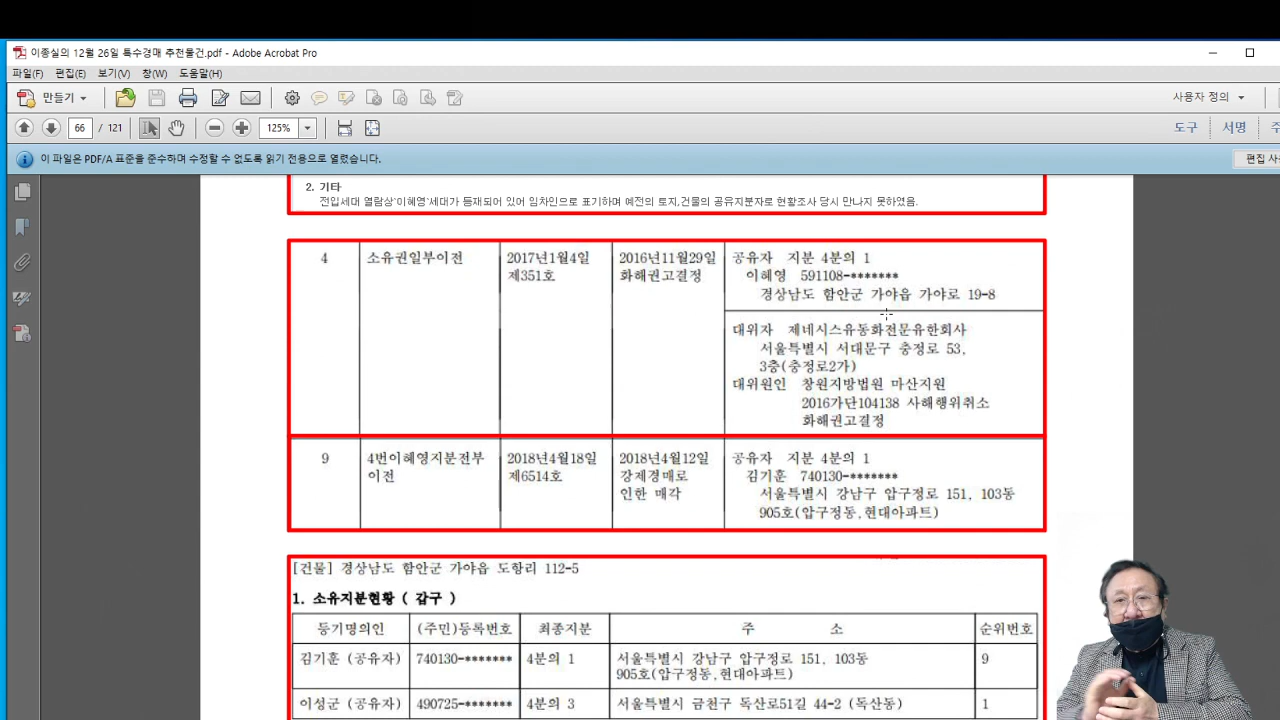 이종실의 12월 26일 특수경매 추천물건.pdf - Adobe Acrobat Pro
파일(F) 편집(E) 보기(V) 창(W) 도움말(H)
만들기 사용자 정의
66 / 121 125% 도구 서명
이 파일은 PDF/A 표준을 준수하며 수정할 수 없도록 읽기 전용으로 열렸습니다. 편집
2. 기타
전입세대 열람상'이혜영'세대가 등재되어 있어 임차인으로 표기하며 예전의 토지,건물의 공유지분자로 현황조사 당시 만나지 못하였음.
4 소유권일부이전 2017년1월4일 2016년11월29일 공유자 지분 4분의 1
제351호 화해권고결정 이혜영 591108-*******
경상남도 함안군 가야읍 가야로 19-8
대위자 제네시스유동화전문유한회사
서울특별시 서대문구 충정로 53,
3층(충정로2가)
대위원인 창원지방법원 마산지원
2016가단104138 사해행위취소
화해권고결정
9 4번이혜영지분전부 2018년4월18일 2018년4월12일 공유자 지분 4분의 1
이전 제6514호 강제경매로 김기훈 740130-*******
인한 매각 서울특별시 강남구 압구정로 151, 103동
905호(압구정동,현대아파트)
[건물] 경상남도 함안군 가야읍 도항리 112-5
1. 소유지분현황 ( 갑구 )
등기명의인 (주민)등록번호 최종지분 주 소 순위번호
김기훈 (공유자) 740130-******* 4분의 1 서울특별시 강남구 압구정로 151, 103동 9
905호(압구정동,현대아파트)
이성군 (공유자) 490725-******* 4분의 3 서울특별시 금천구 독산로51길 44-2 (독산동) 1